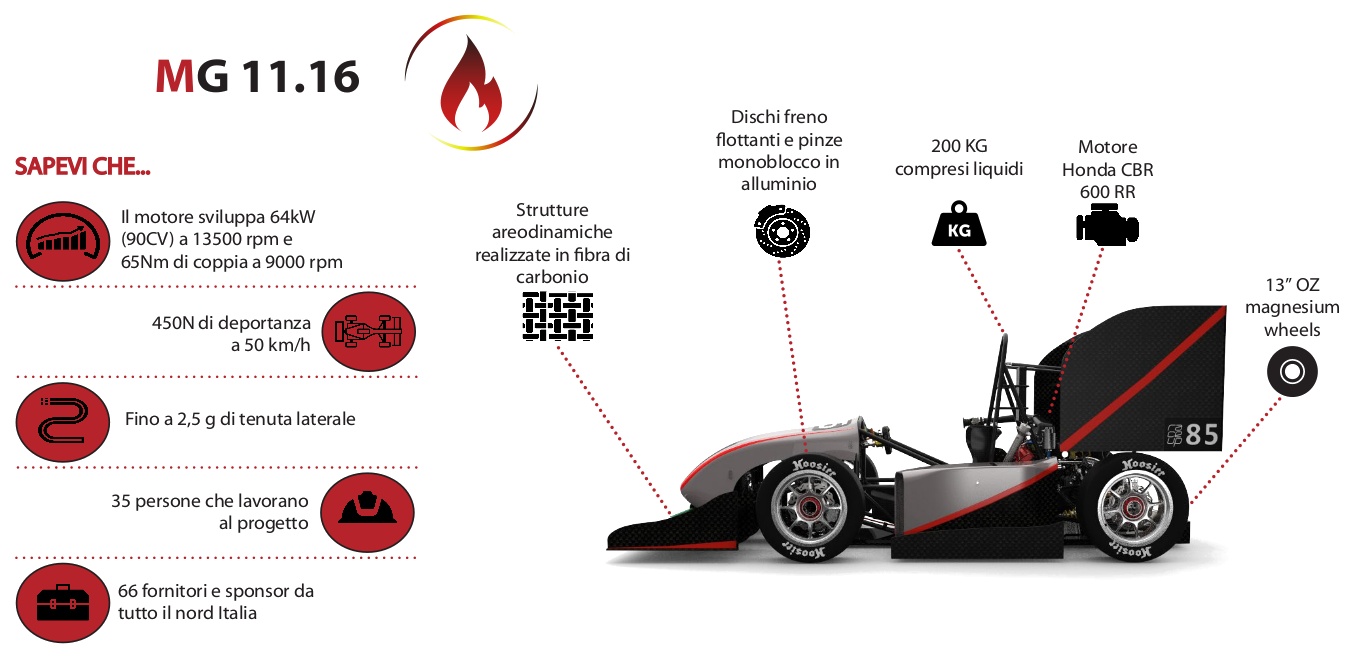 MG 11.16
SAPEVI CHE...
Il motore sviluppa 64kW
(90CV) a 13500 rpm e
65Nm di coppia a 9000 rpm
450N di deportanza
a 50 km/h
Fino a 2,5 g di tenuta laterale
35 persone che lavorano
al progetto
66 fornitori e sponsor da
tutto il nord Italia
Strutture
areodinamiche
realizzate in fibra di
carbonio
Dischi freno
flottanti e pinze
monoblocco in
alluminio
200 KG
compresi liquidi
KG
Motore
Honda CBR
600 RR
13” OZ
magnesium
wheels
85
Hoosier
Hoosier
Hoosier
Hoosier